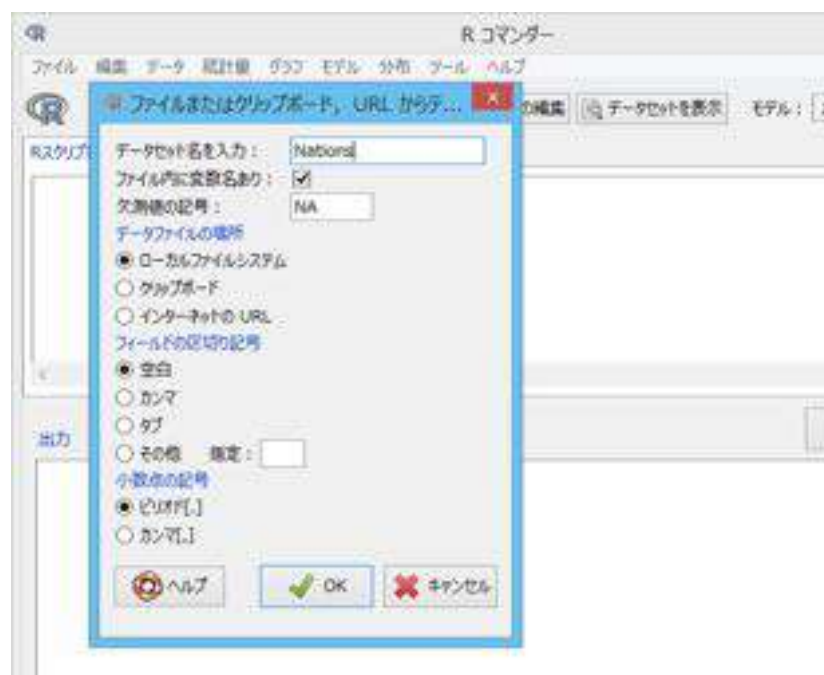 R コマンダー
ファイル 編集 データ 統計量 グラフ モデル 分布 ツール ヘルプ
ファイルまたはクリップボード, URL からテ...
の編集 データセットを表示 モデル:
Rスクリプ
データセット名を入力: Nations
ファイル内に変数名あり:
欠測値の記号: NA
データファイルの場所
ローカルファイルシステム
クリップボード
インターネットの URL
フィールドの区切り記号
空白
カンマ
タブ
その他 指定:
出力
小数点の記号
ピリオド[.]
カンマ[,]
ヘルプ OK キャンセル